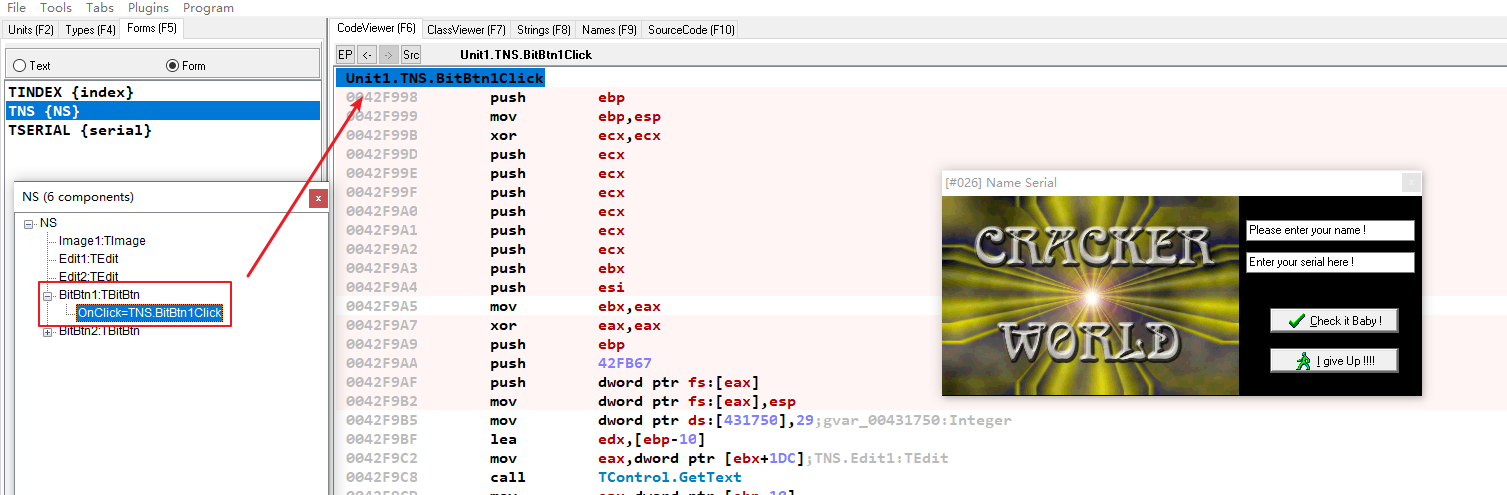 File Tools Tabs Plugins Program
Units (F2) Types (F4) Forms (F5)
Text Form
TINDEX {index}
TNS {NS}
TSERIAL {serial}
NS (6 components)
NS
Image1:TImage
Edit1:TEdit
Edit2:TEdit
BitBtn1:TBitBtn
OnClick=TNS.BitBtn1Click
BitBtn2:TBitBtn
CodeViewer (F6) ClassViewer (F7) Strings (F8) Names (F9) SourceCode (F10)
EP <- -> Src Unit1.TNS.BitBtn1Click
Unit1.TNS.BitBtn1Click
0042F998 push ebp
0042F999 mov ebp,esp
0042F99B xor ecx,ecx
0042F99D push ecx
0042F99E push ecx
0042F99F push ecx
0042F9A0 push ecx
0042F9A1 push ecx
0042F9A2 push ecx
0042F9A3 push ebx
0042F9A4 push esi
0042F9A5 mov ebx,eax
0042F9A7 xor eax,eax
0042F9A9 push ebp
0042F9AA push 42FB67
0042F9AF push dword ptr fs:[eax]
0042F9B2 mov dword ptr fs:[eax],esp
0042F9B5 mov dword ptr ds:[431750],29;gvar_00431750:Integer
0042F9BF lea edx,[ebp-10]
0042F9C2 mov eax,dword ptr [ebx+1DC];TNS.Edit1:TEdit
0042F9C8 call TControl.GetText
[#026] Name Serial
CRACKER
WORLD
Please enter your name !
Enter your serial here !
Check it Baby !
I give Up !!!!